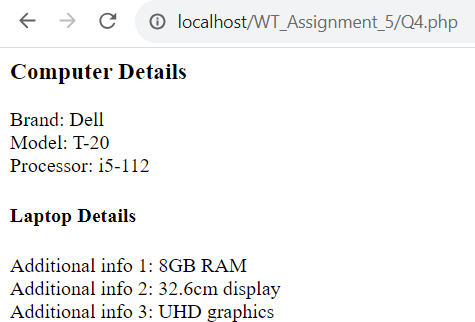 localhost/WT_Assignment_5/Q4.php
Computer Details
Brand: Dell
Model: T-20
Processor: i5-112
Laptop Details
Additional info 1: 8GB RAM
Additional info 2: 32.6cm display
Additional info 3: UHD graphics